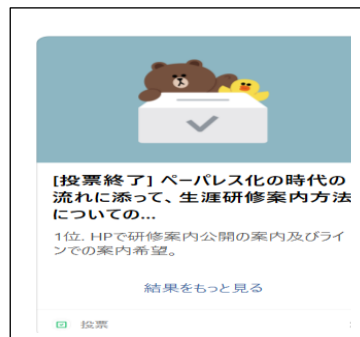 [投票終了] ペーパレス化の時代の
流れに添って、生涯研修案内方法
についての...
1位. HPで研修案内公開の案内及びライ
ンでの案内希望。
結果をもっと見る
投票